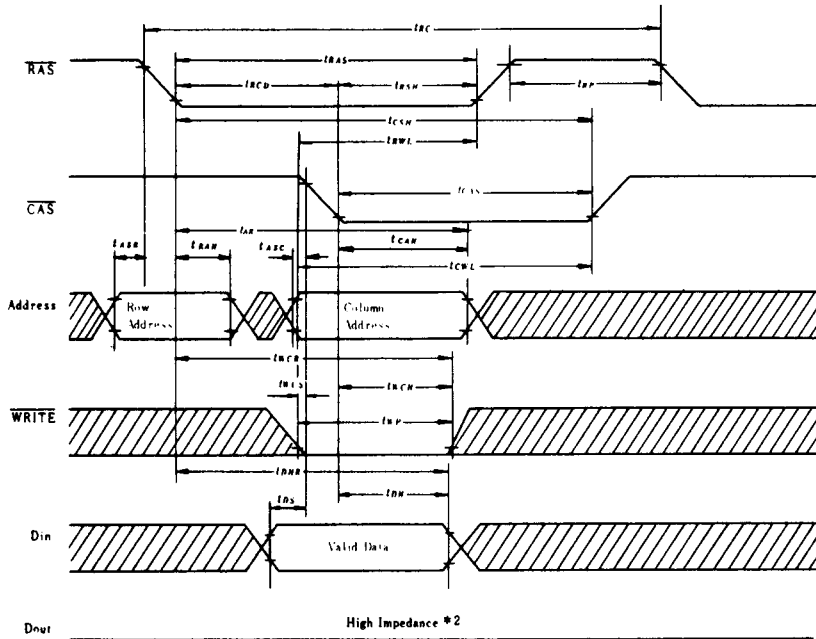 tRC
RAS
tRAS
tRCD
tRSH
tRP
tCSH
tRWL
CAS
tCAS
tAR
tASR
tRAH
tASC
tCAH
tCWL
Address
Row
Address
Column
Address
tWCR
tWCS
tWCH
WRITE
tWP
tDHR
tDS
tDH
Din
Valid Data
High Impedance *2
Dout